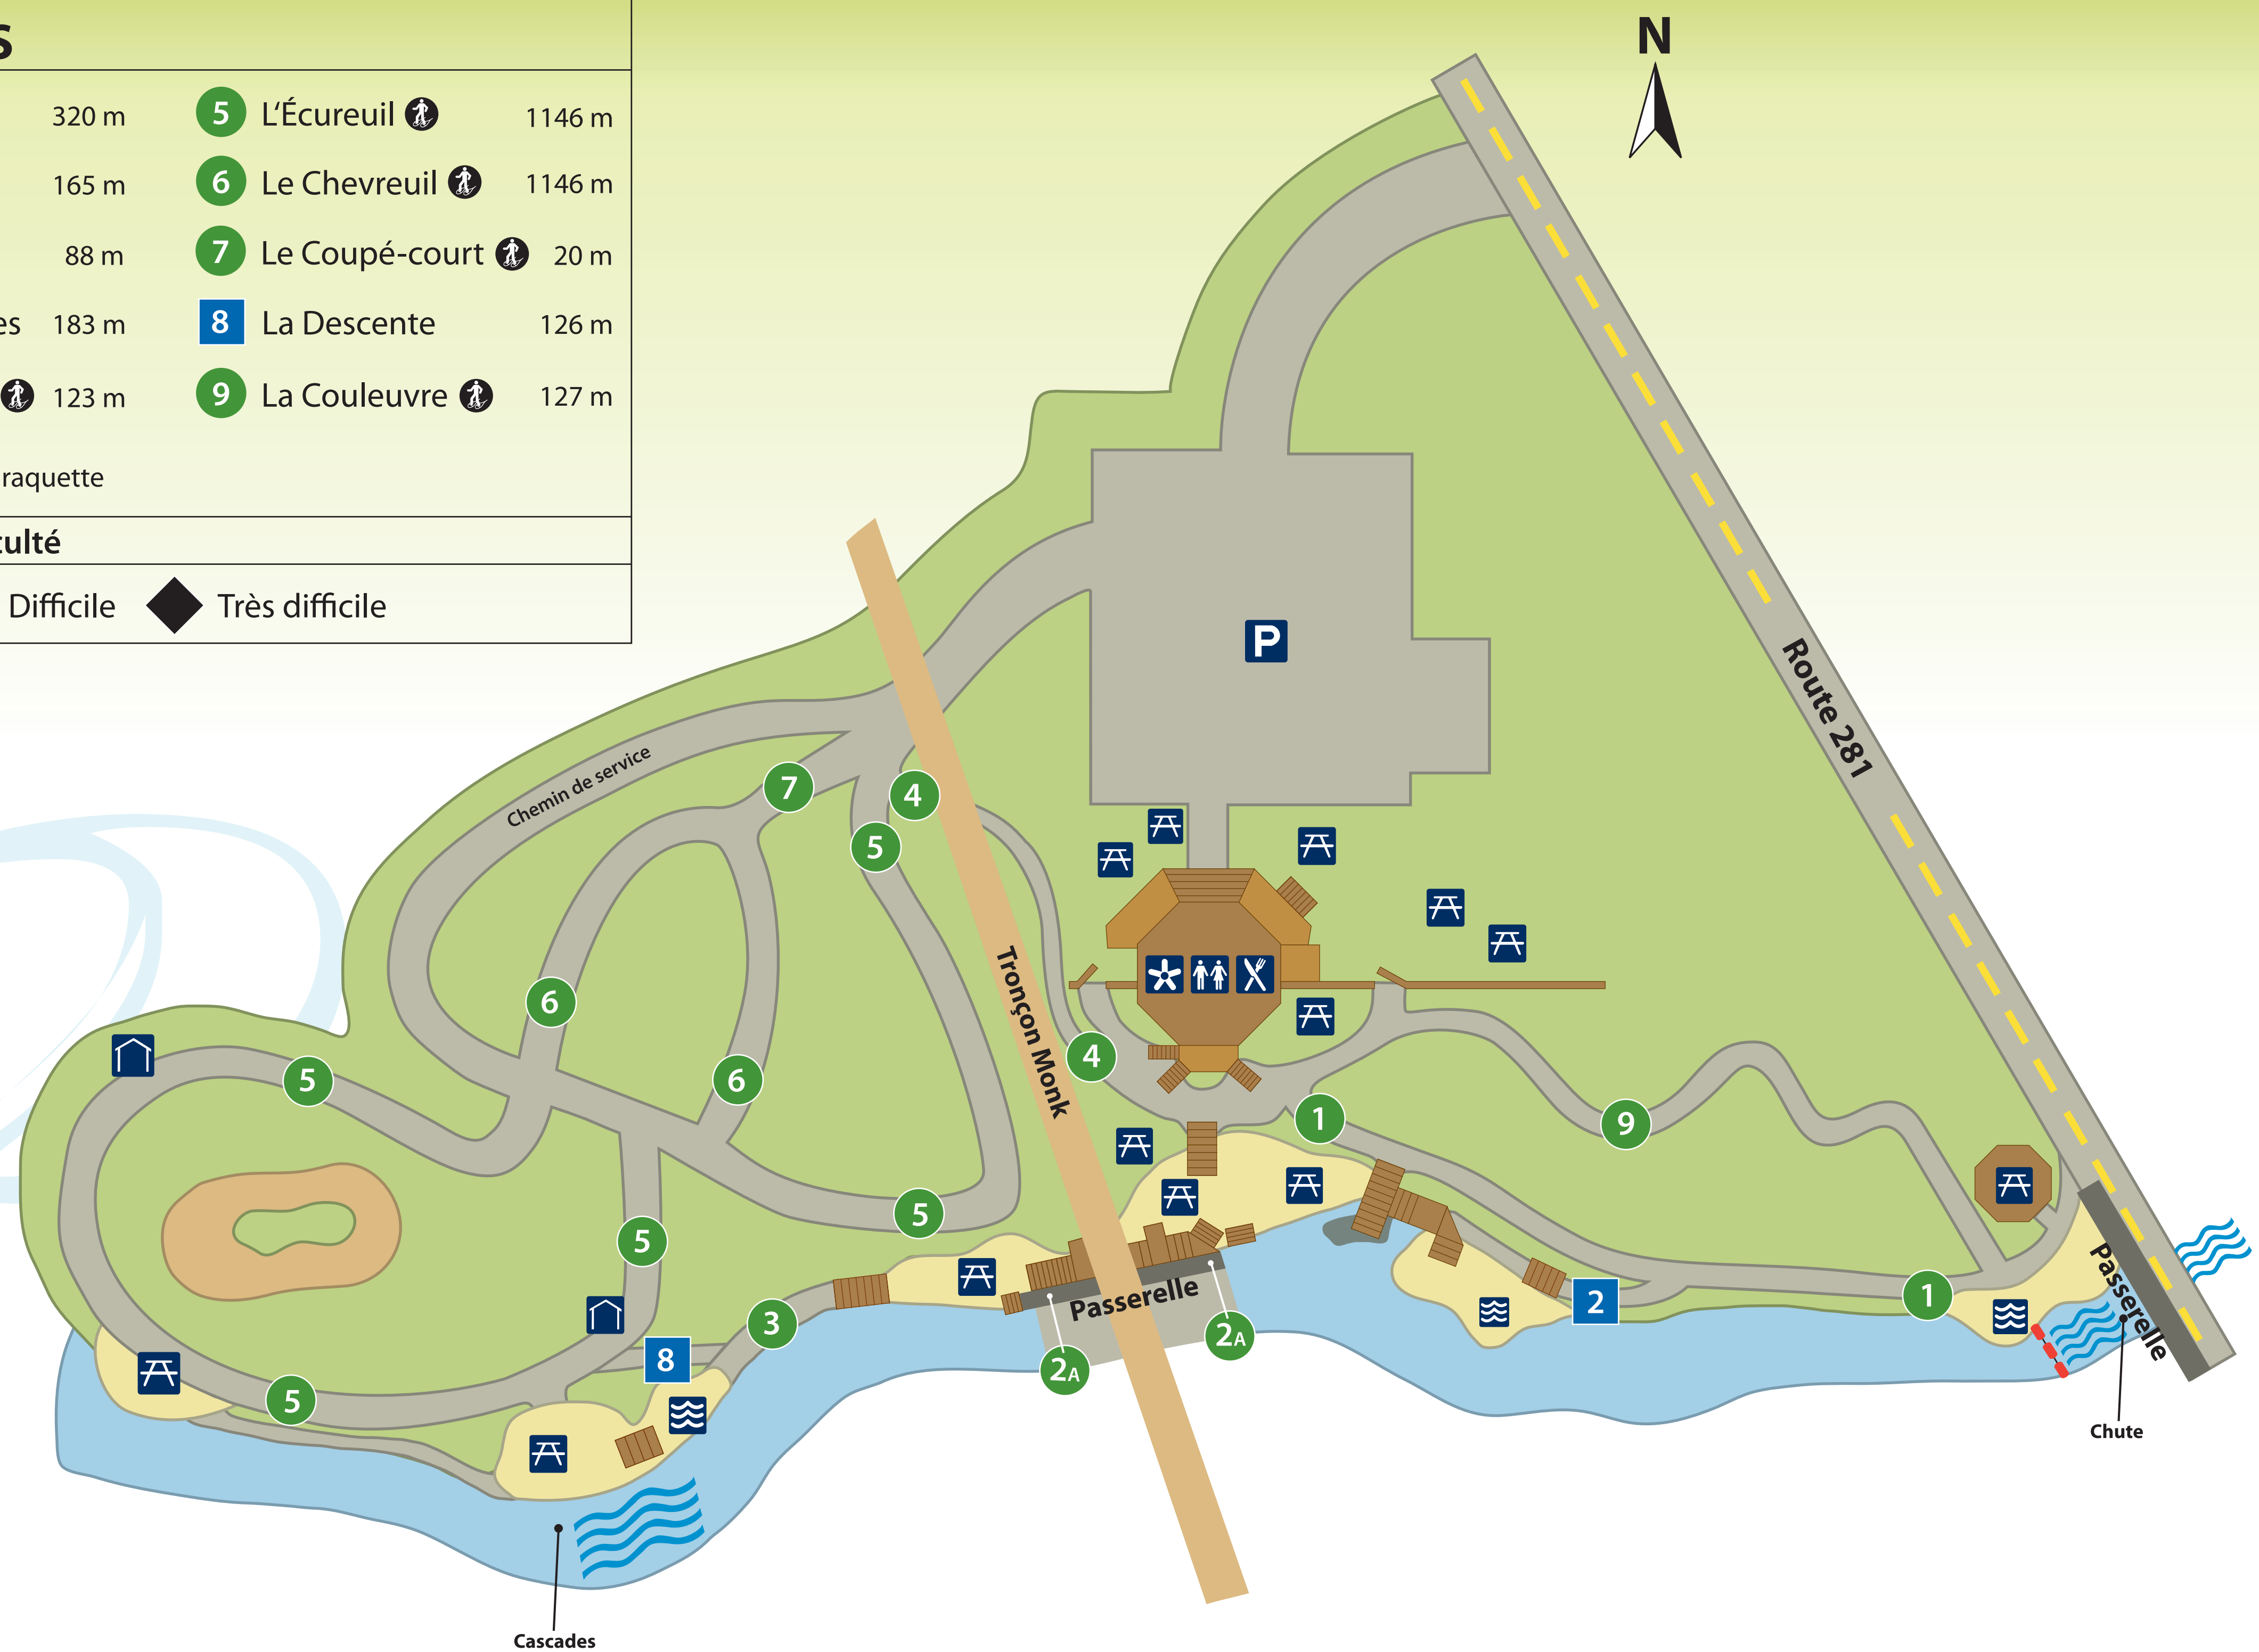 s
320 m
5 L'Écureuil 1146 m
165 m
6 Le Chevreuil 1146 m
88 m
7 Le Coupé-court 20 m
es 183 m
8 La Descente 126 m
123 m
9 La Couleuvre 127 m
raquette
culté
Difficile
Très difficile
N
P
Route 281
Chemin de service
7
4
5
6
Tronçon Monk
4
5
6
1
9
5
5
3
8
5
Passerelle
2A
2A
2
1
Passerelle
Chute
Cascades